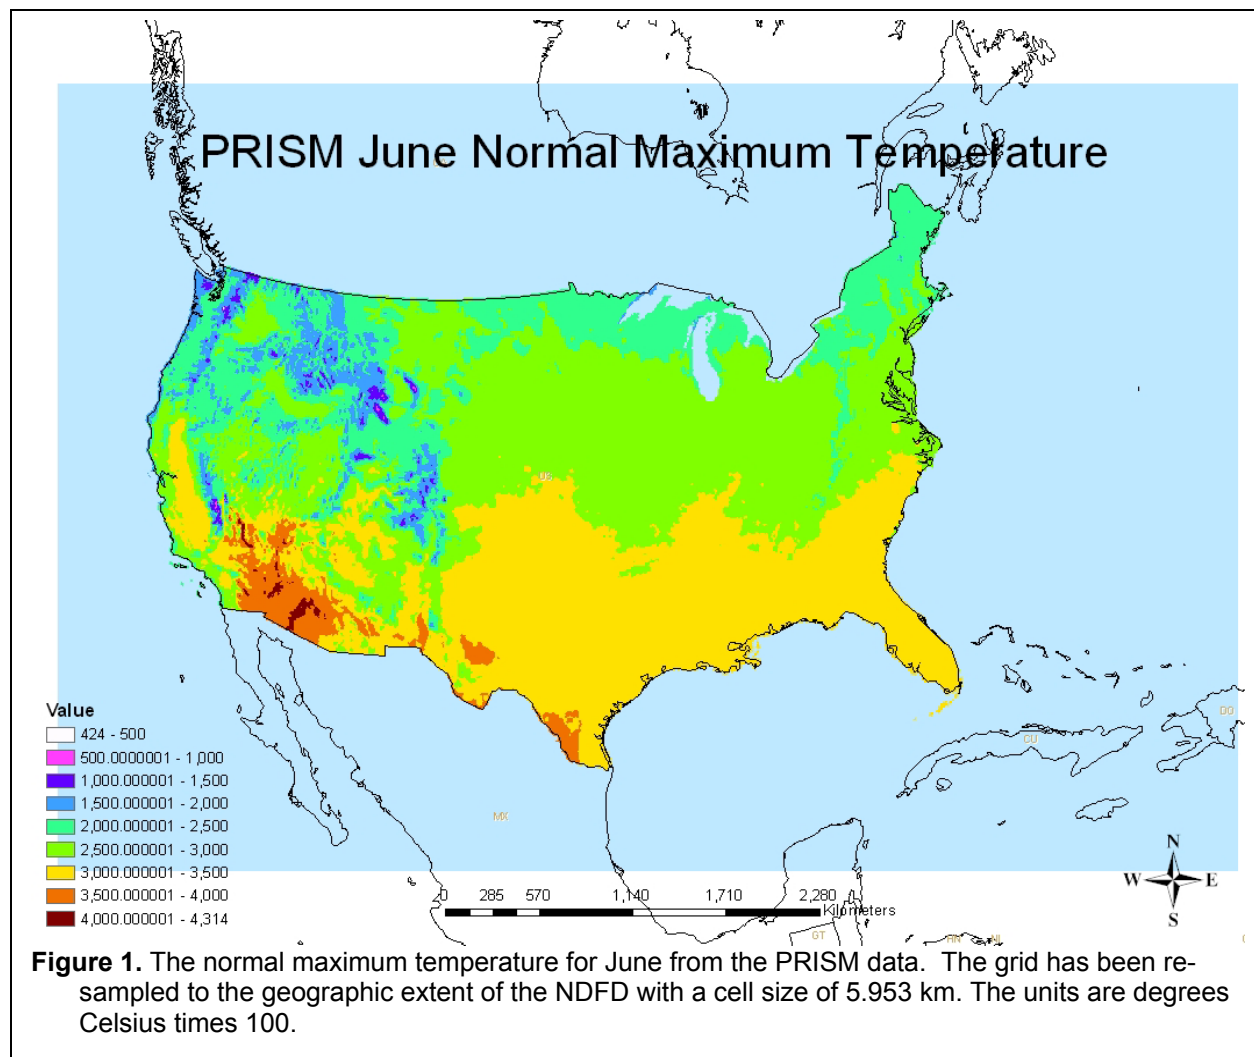 PRISM June Normal Maximum Temperature
US
Value
424 - 500
500.0000001 - 1,000
1,000.000001 - 1,500
1,500.000001 - 2,000
2,000.000001 - 2,500
2,500.000001 - 3,000
3,000.000001 - 3,500
3,500.000001 - 4,000
4,000.000001 - 4,314
DO
CU
MX
N
W E
S
0 285 570 1,140 1,710 2,280
Kilometers
GT
HN
NI
Figure 1. The normal maximum temperature for June from the PRISM data. The grid has been re-
sampled to the geographic extent of the NDFD with a cell size of 5.953 km. The units are degrees
Celsius times 100.